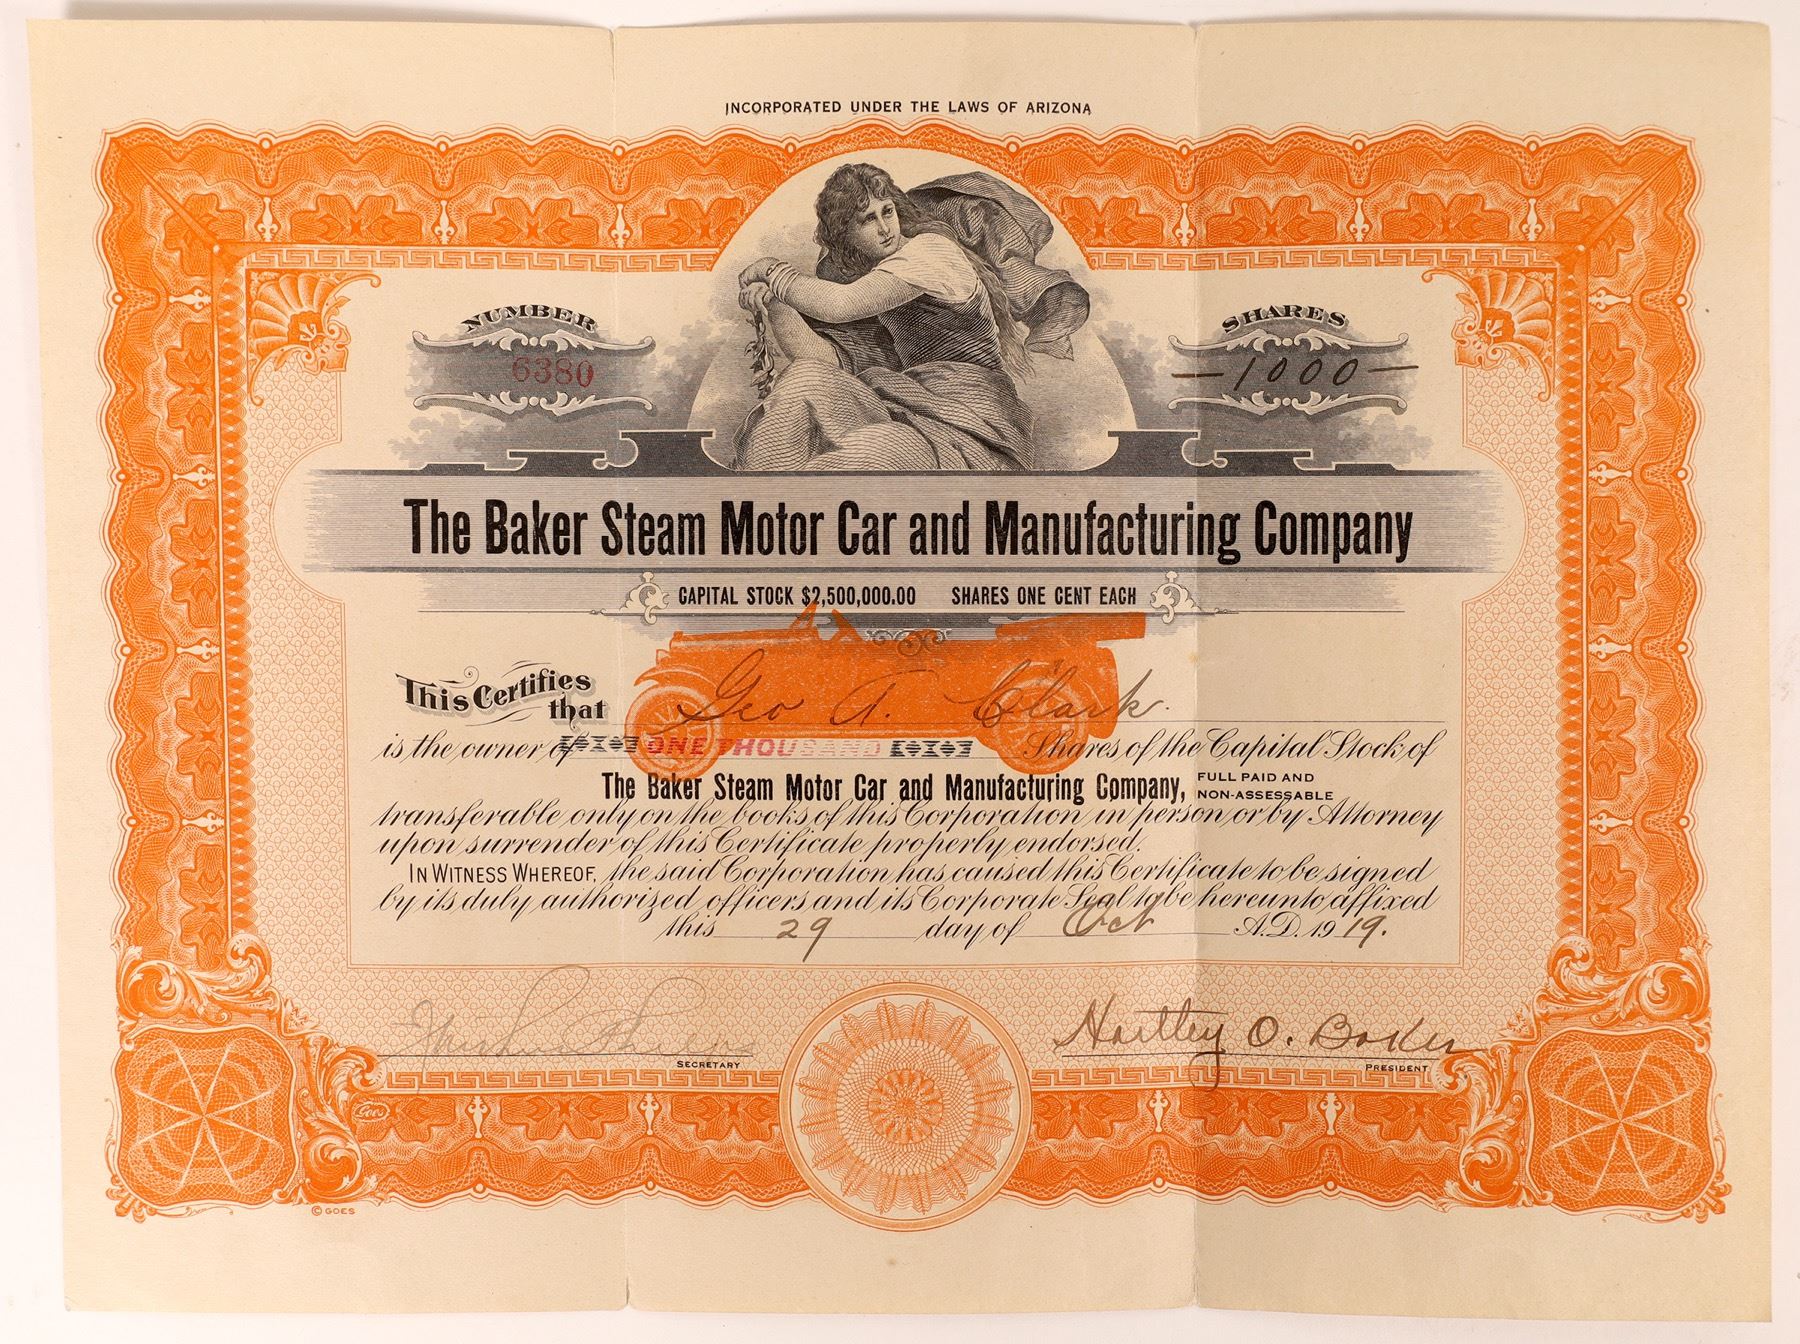 INCORPORATED UNDER THE LAWS OF ARIZONA
NUMBER
6380
SHARES
1000
The Baker Steam Motor Car and Manufacturing Company
CAPITAL STOCK $2,500,000.00 SHARES ONE CENT EACH
This Certifies that Geo A. Clark.
is the owner of ONE THOUSAND Shares of the Capital Stock of
The Baker Steam Motor Car and Manufacturing Company, FULL PAID AND NON-ASSESSABLE
transferable only on the books of this Corporation in person or by Attorney
upon surrender of this Certificate properly endorsed.
IN WITNESS WHEREOF, the said Corporation has caused this Certificate to be signed
by its duly authorized officers and its Corporate Seal to be hereunto affixed
this 29 day of Oct A.D. 1919.
Hartley O. Baker
SECRETARY
PRESIDENT
Goes
© GOES